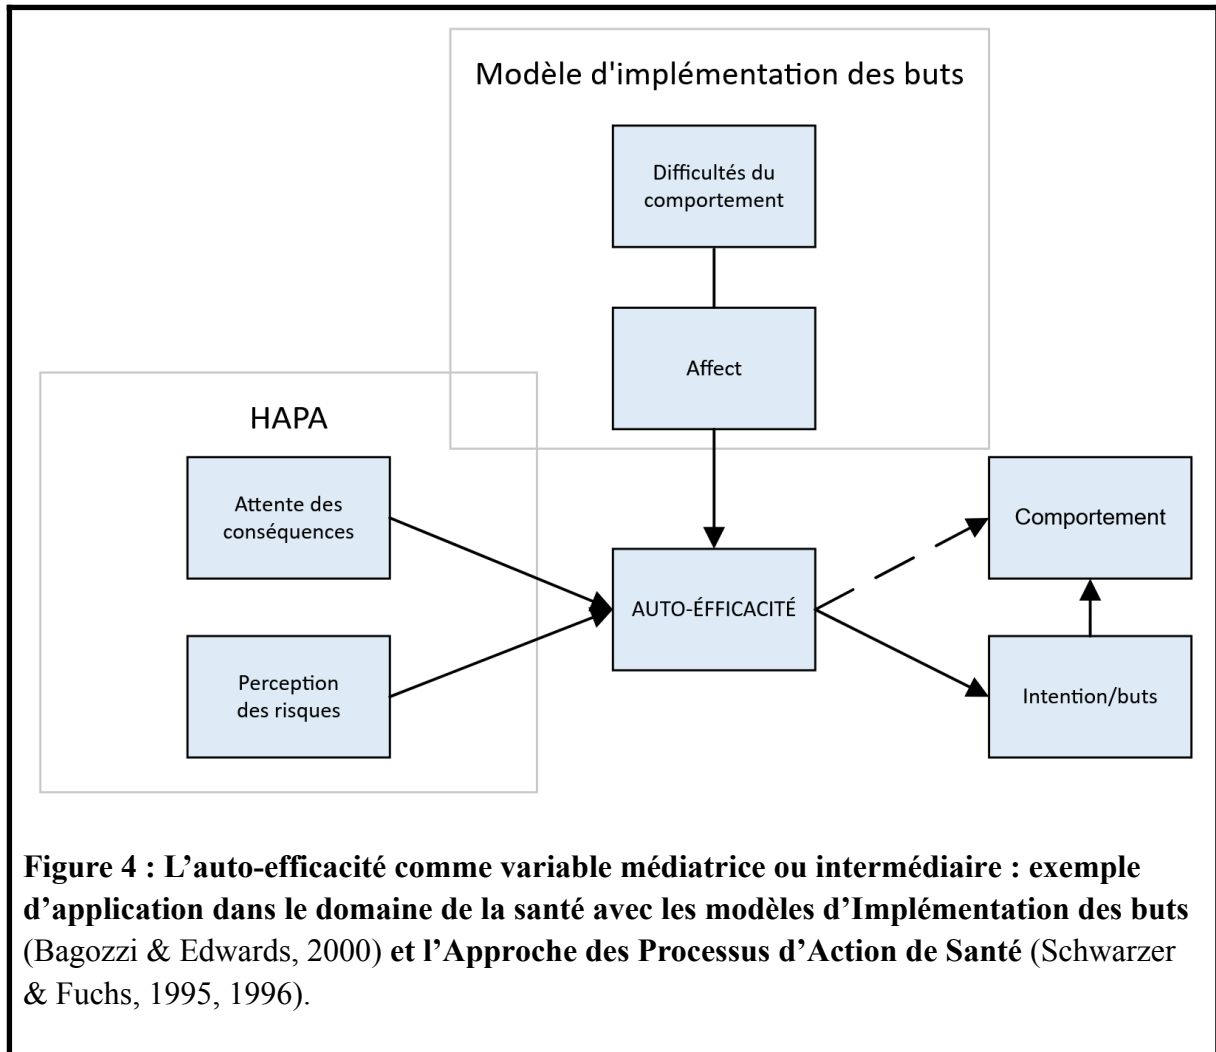 Modèle d'implémentation des buts
Difficultés du
comportement
Affect
HAPA
Attente des
conséquences
Comportement
AUTO-ÉFFICACITÉ
Perception
des risques
Intention/buts
Figure 4 : L’auto-efficacité comme variable médiatrice ou intermédiaire : exemple
d’application dans le domaine de la santé avec les modèles d’Implémentation des buts
(Bagozzi & Edwards, 2000) et l’Approche des Processus d’Action de Santé (Schwarzer
& Fuchs, 1995, 1996).